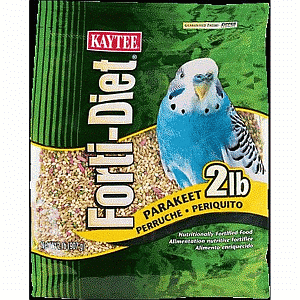 KAYTEE
Forti-Diet
2lb
PARAKEET
PERRUCHE • PERIQUITO
Nutritionally Fortified Food
Alimentation nutritive fortifiée
Alimento enriquecido